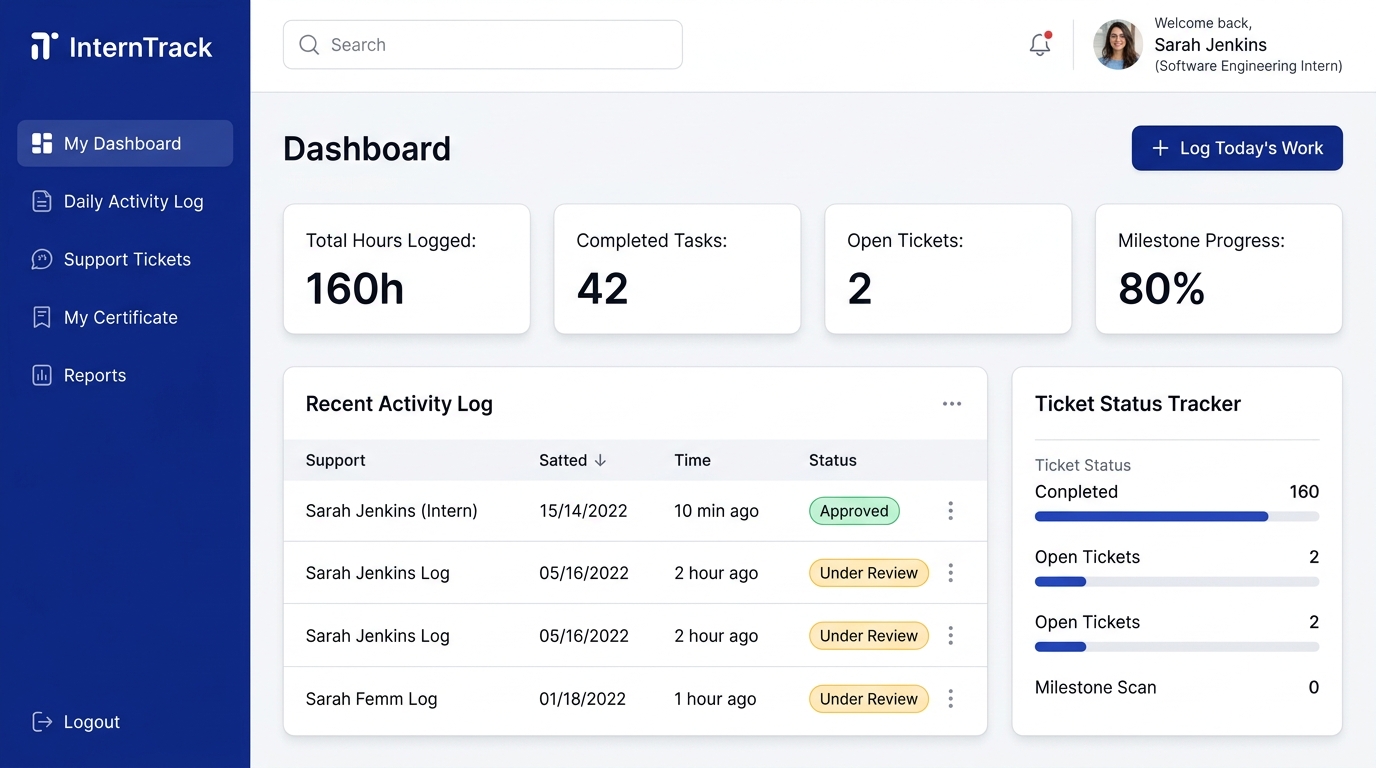 InternTrack
My Dashboard
Daily Activity Log
Support Tickets
My Certificate
Reports
Logout
Search
Welcome back,
Sarah Jenkins
(Software Engineering Intern)
Dashboard
+ Log Today's Work
Total Hours Logged:
160h
Completed Tasks:
42
Open Tickets:
2
Milestone Progress:
80%
Recent Activity Log
Support Satted ↓ Time Status
Sarah Jenkins (Intern) 15/14/2022 10 min ago Approved
Sarah Jenkins Log 05/16/2022 2 hour ago Under Review
Sarah Jenkins Log 05/16/2022 2 hour ago Under Review
Sarah Femm Log 01/18/2022 1 hour ago Under Review
Ticket Status Tracker
Ticket Status
Conpleted 160
Open Tickets 2
Open Tickets 2
Milestone Scan 0